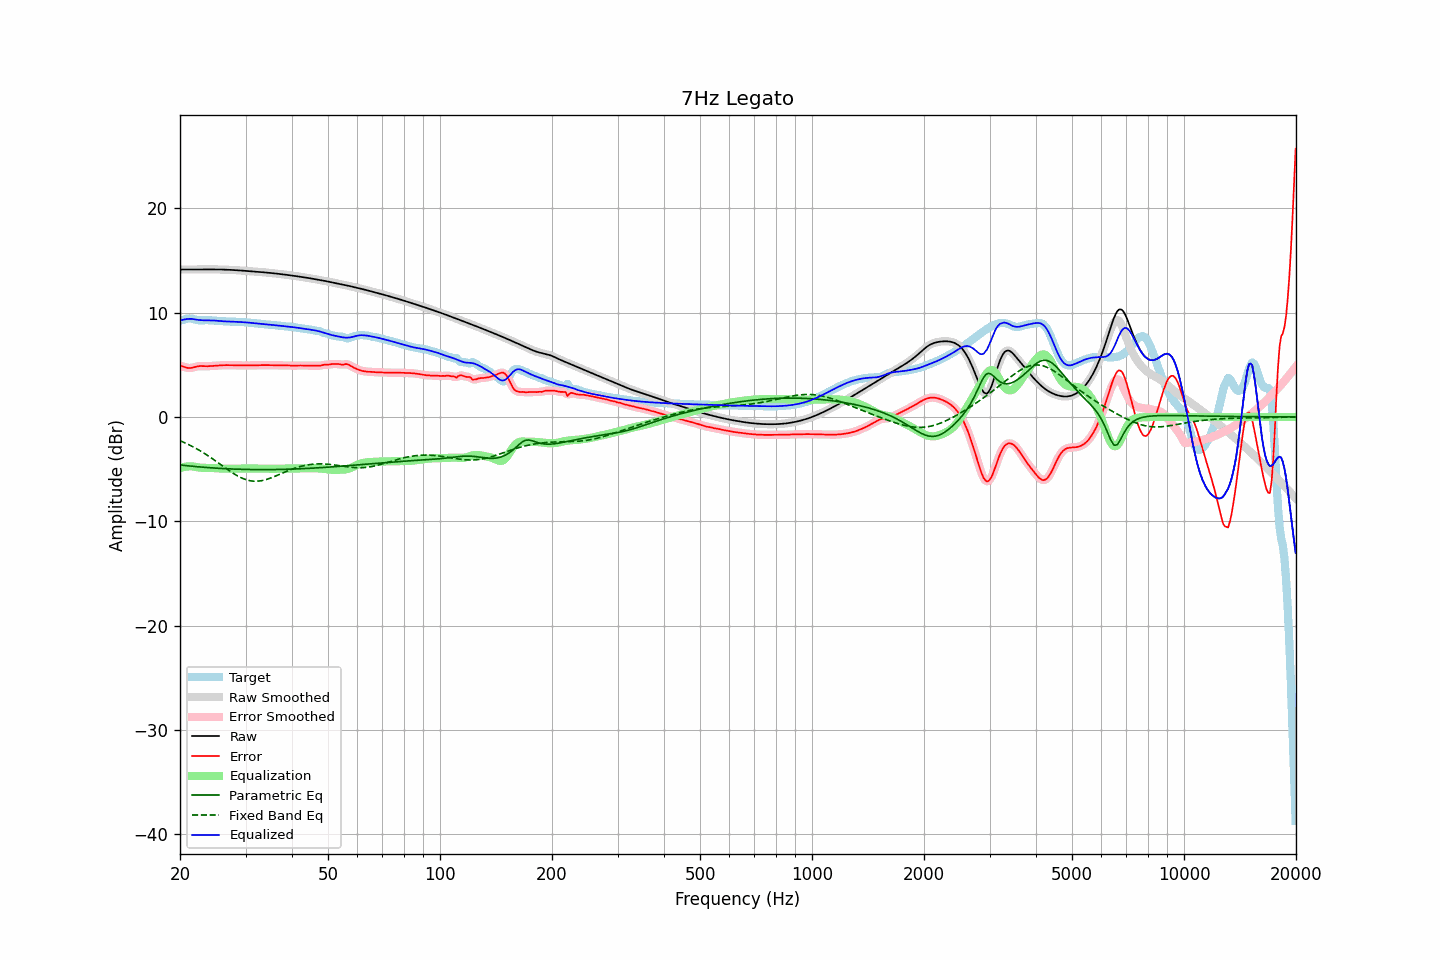 7Hz Legato
Amplitude (dBr)
20
10
0
−10
−20
−30
−40
Target
Raw Smoothed
Error Smoothed
Raw
Error
Equalization
Parametric Eq
Fixed Band Eq
Equalized
20 50 100 200 500 1000 2000 5000 10000 20000
Frequency (Hz)